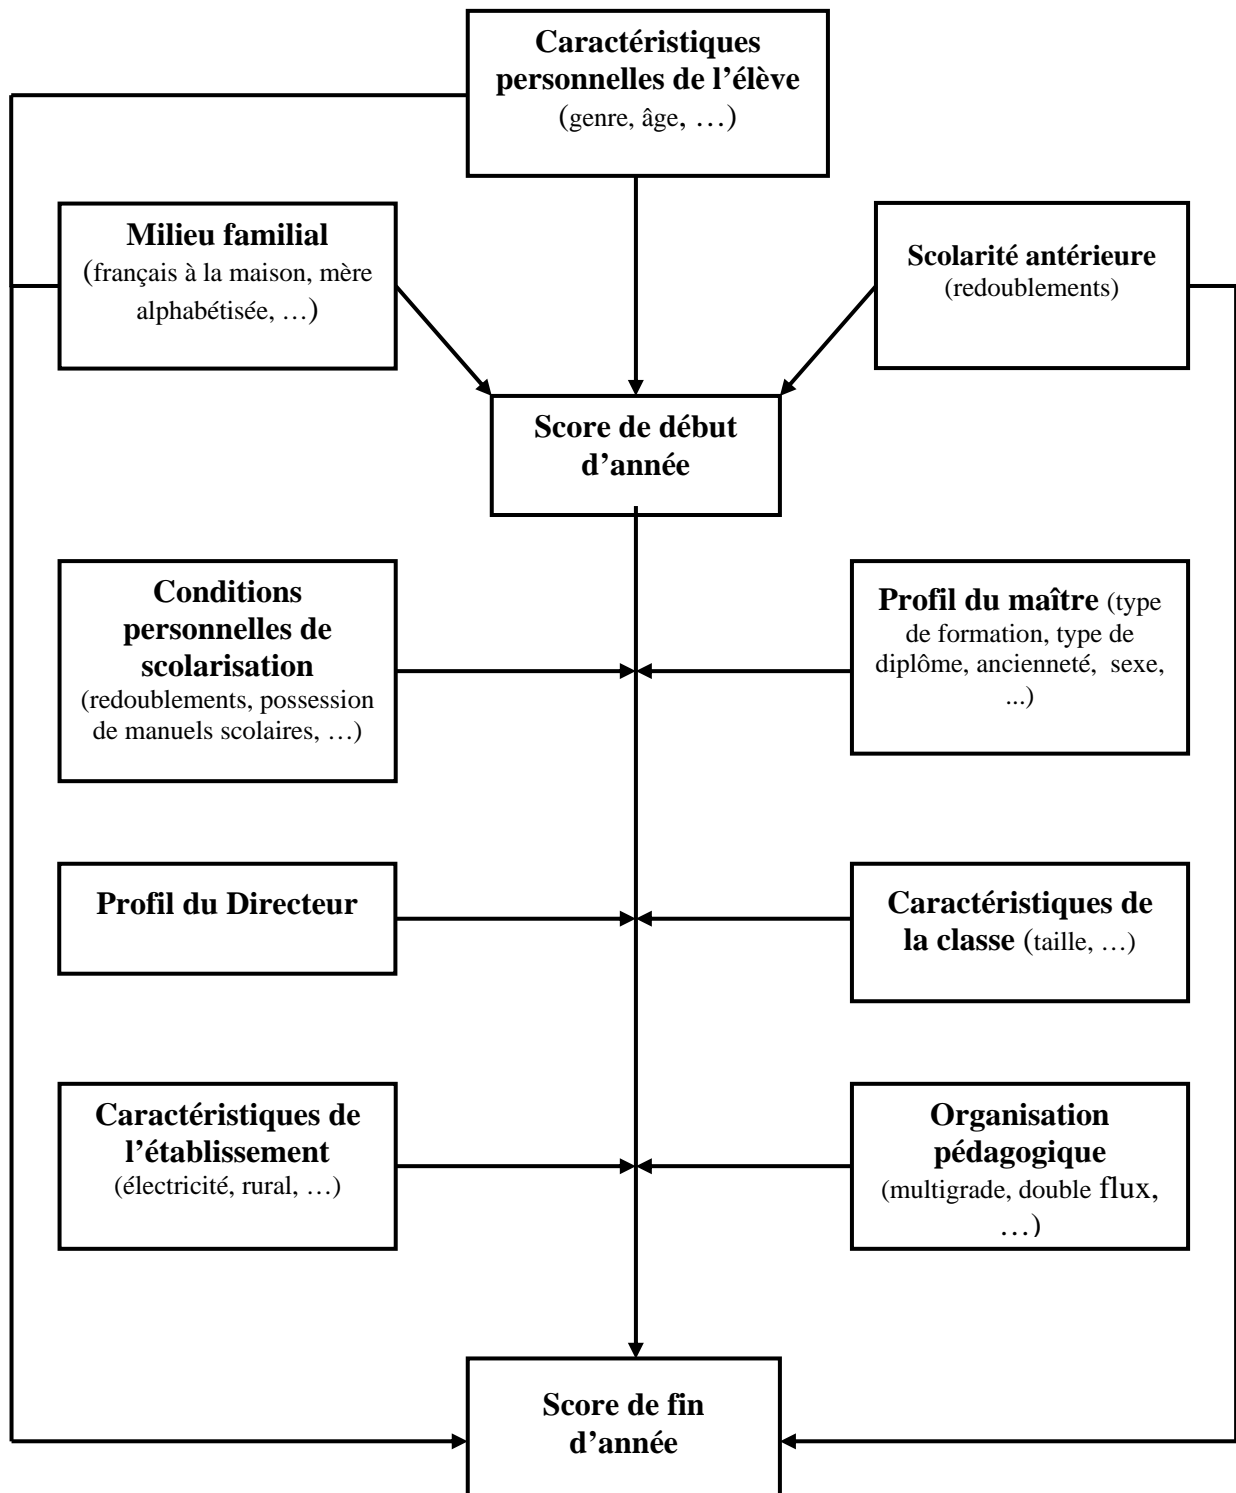 Caractéristiques
personnelles de l’élève
(genre, âge, …)
Milieu familial
(français à la maison, mère
alphabétisée, …)
Scolarité antérieure
(redoublements)
Score de début
d’année
Conditions
personnelles de
scolarisation
(redoublements, possession
de manuels scolaires, …)
Profil du maître (type
de formation, type de
diplôme, ancienneté, sexe,
...)
Profil du Directeur
Caractéristiques de
la classe (taille, …)
Caractéristiques de
l’établissement
(électricité, rural, …)
Organisation
pédagogique
(multigrade, double flux,
…)
Score de fin
d’année